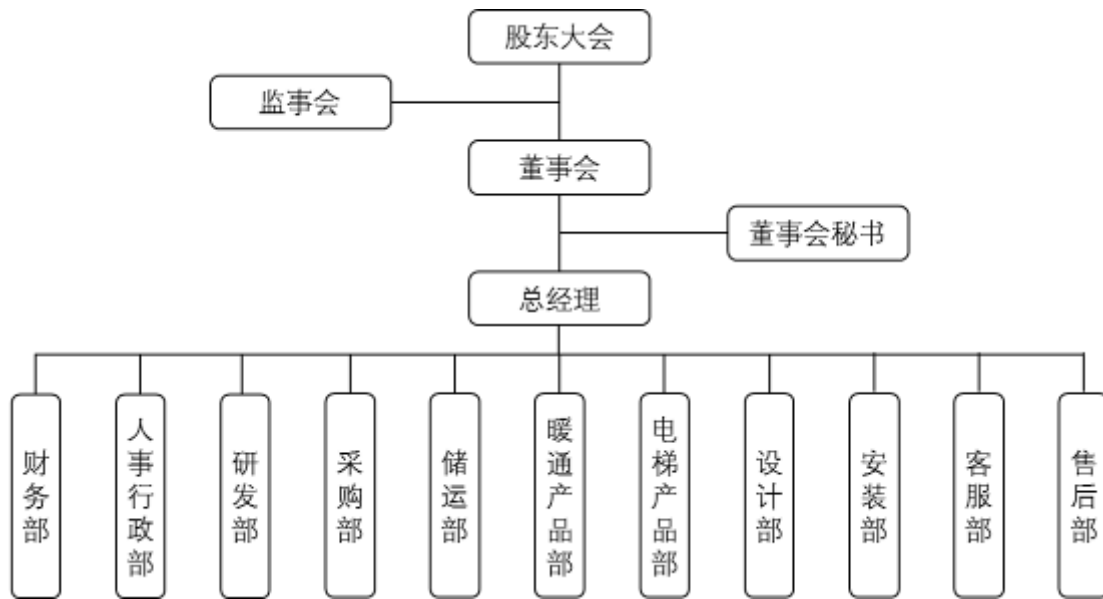 股东大会
监事会
董事会
董事会秘书
总经理
财务部
人事行政部
研发部
采购部
储运部
暖通产品部
电梯产品部
设计部
安装部
客服部
售后部